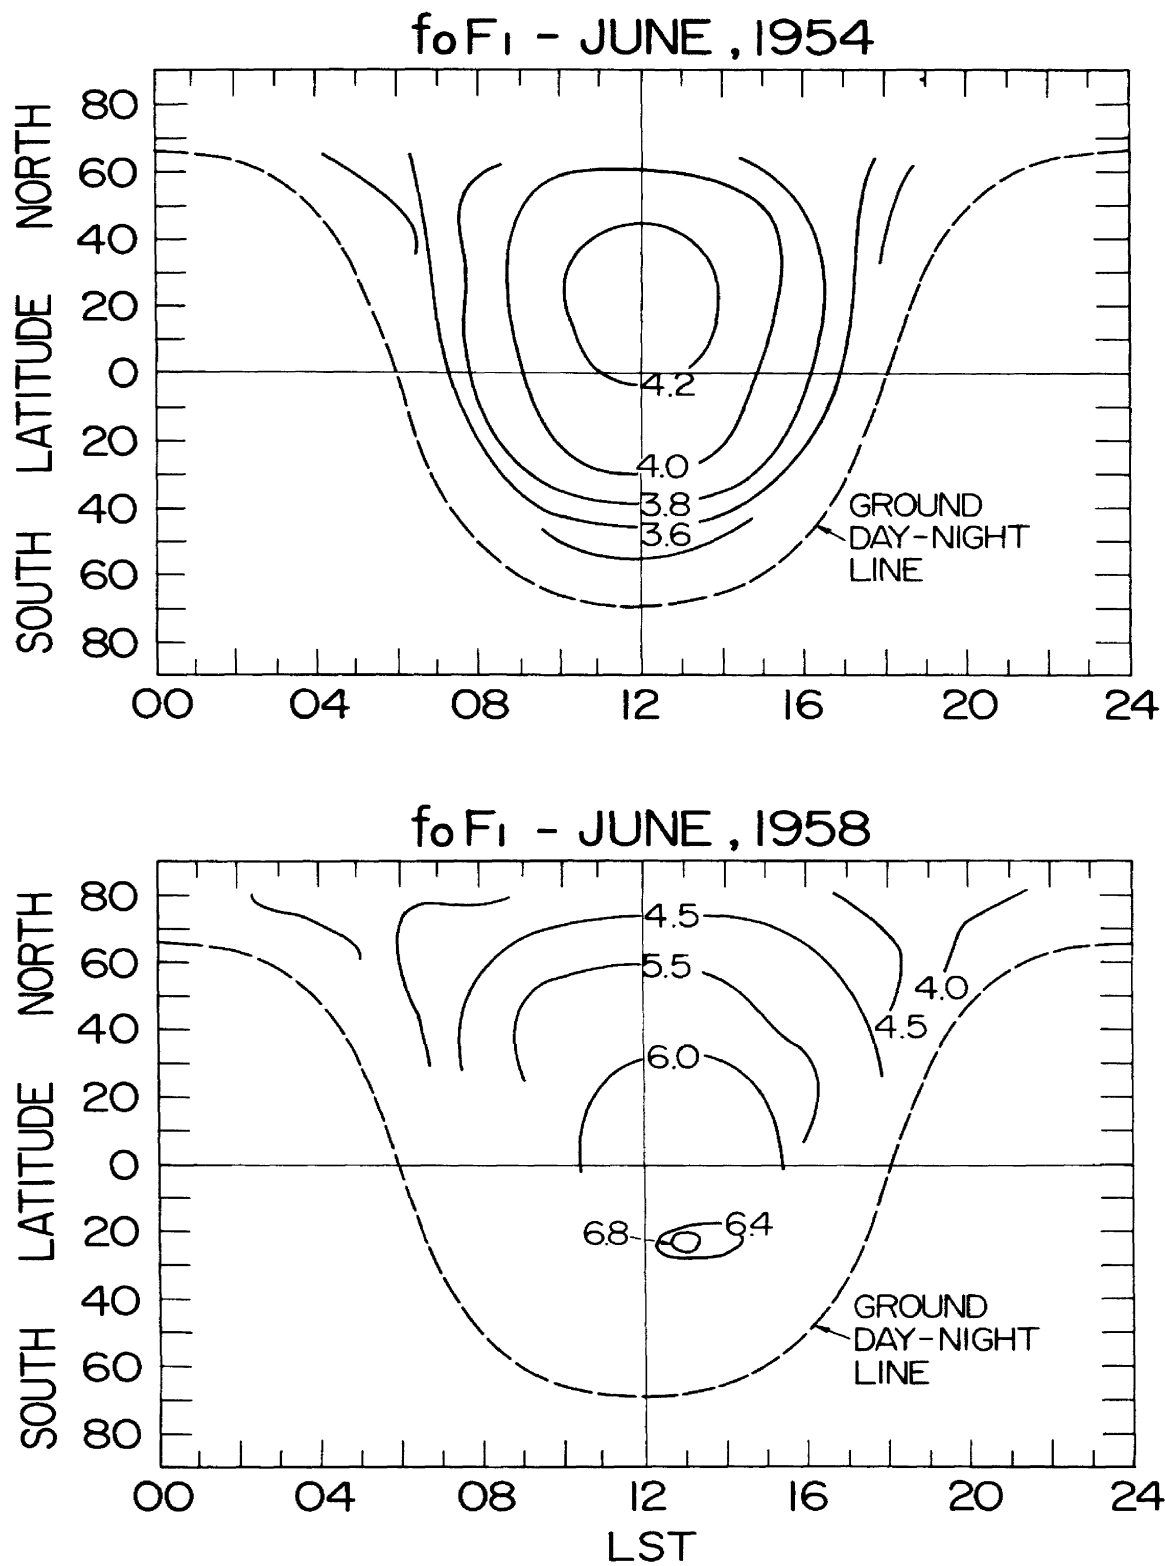 foF1 - JUNE, 1954
80
60
40
20
0
20
40
60
80
SOUTH LATITUDE NORTH
4.2
4.0
3.8
3.6
GROUND
DAY-NIGHT
LINE
00 04 08 12 16 20 24
foF1 - JUNE, 1958
80
60
40
20
0
20
40
60
80
SOUTH LATITUDE NORTH
4.5
5.5
4.0
4.5
6.0
6.8
6.4
GROUND
DAY-NIGHT
LINE
00 04 08 12 16 20 24
LST